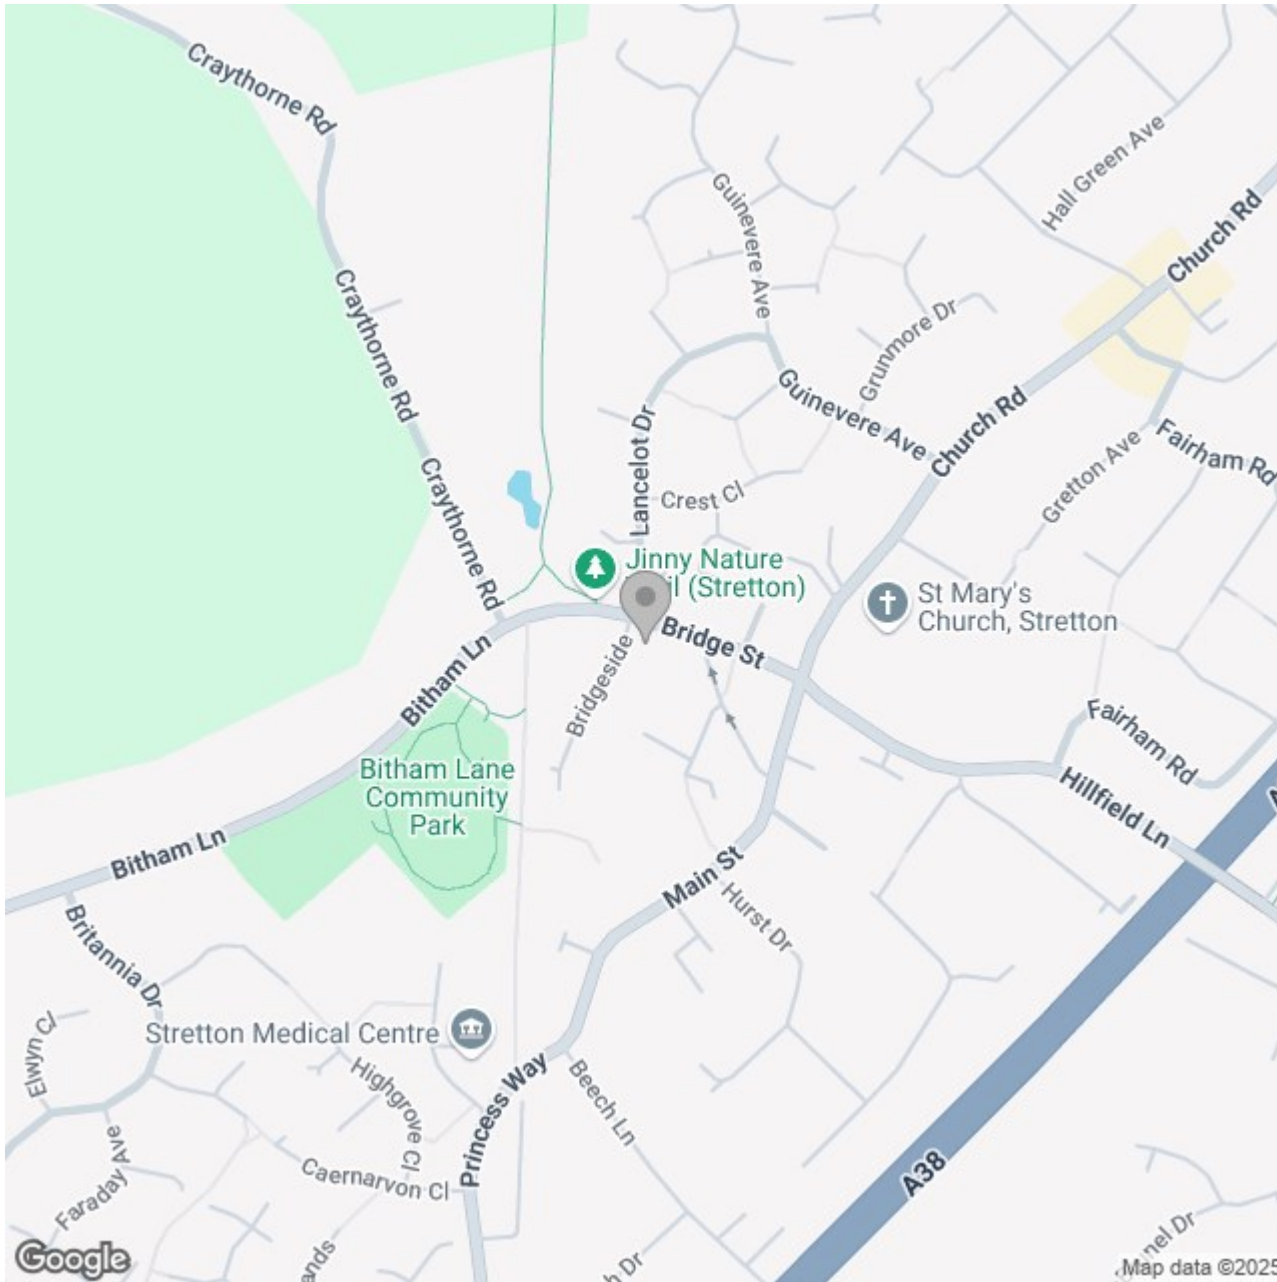 Craythorne Rd
Hall Green Ave
Guinevere Ave
Church Rd
Craythorne Rd
Grunmore Dr
Guinevere Ave
Church Rd
Lancelot Dr
Fairham Rd
Gretton Ave
Craythorne Rd
Crest Cl
Jinny Nature
(Stretton)
St Mary's
Church, Stretton
Bridge St
Bridgeside
Bitham Ln
Fairham Rd
Bitham Lane
Community
Park
Hillfield Ln
Bitham Ln
Main St
Hurst Dr
Britannia Dr
Stretton Medical Centre
Elwyn Cl
Highgrove Cl
Princess Way
Beech Ln
Faraday Ave
Caernarvon Cl
A38
Google
Map data ©2025